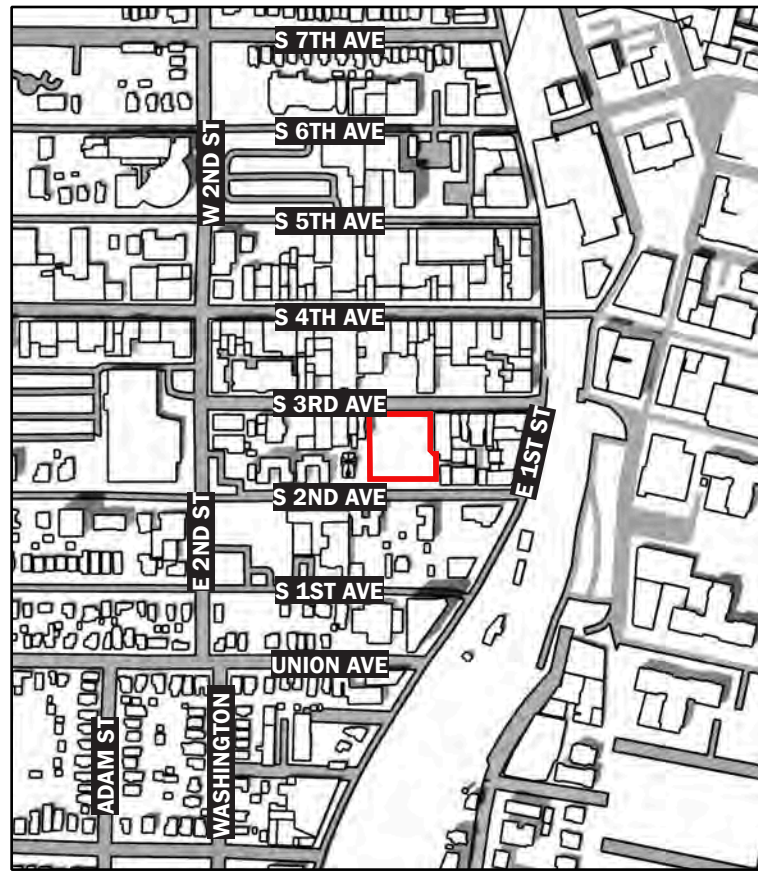 S 7TH AVE
S 6TH AVE
W 2ND ST
S 5TH AVE
S 4TH AVE
S 3RD AVE
E 1ST ST
S 2ND AVE
E 2ND ST
S 1ST AVE
UNION AVE
ADAM ST
WASHINGTON